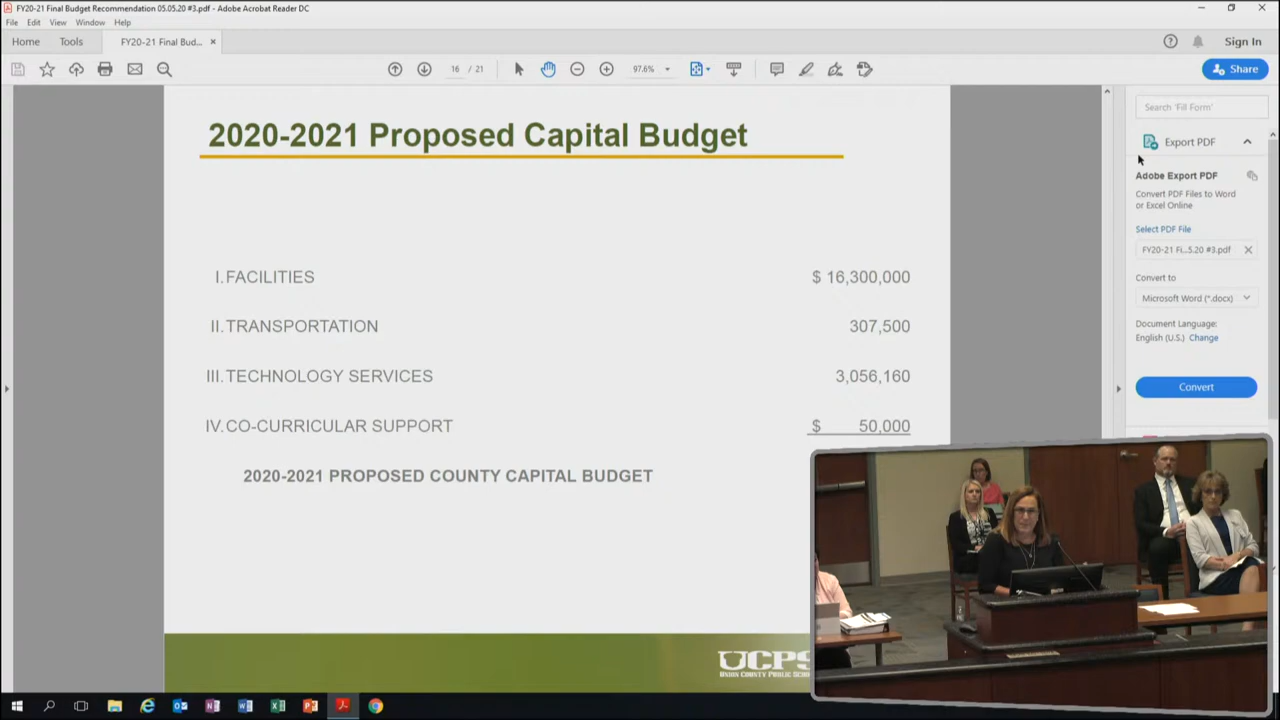 FY20-21 Final Budget Recommendation 05.05.20 #3.pdf - Adobe Acrobat Reader DC
File Edit View Window Help
Home Tools FY20-21 Final Bud... Sign In
16 / 21 97.6% Share
2020-2021 Proposed Capital Budget
I. FACILITIES $ 16,300,000
II. TRANSPORTATION 307,500
III. TECHNOLOGY SERVICES 3,056,160
IV. CO-CURRICULAR SUPPORT $ 50,000
2020-2021 PROPOSED COUNTY CAPITAL BUDGET
UCPS
Search 'Fill Form'
Export PDF
Adobe Export PDF
Convert PDF Files to Word
or Excel Online
Select PDF File
FY20-21 Fi...5.20 #3.pdf
Convert to
Microsoft Word (*.docx)
Document Language:
English (U.S.) Change
Convert